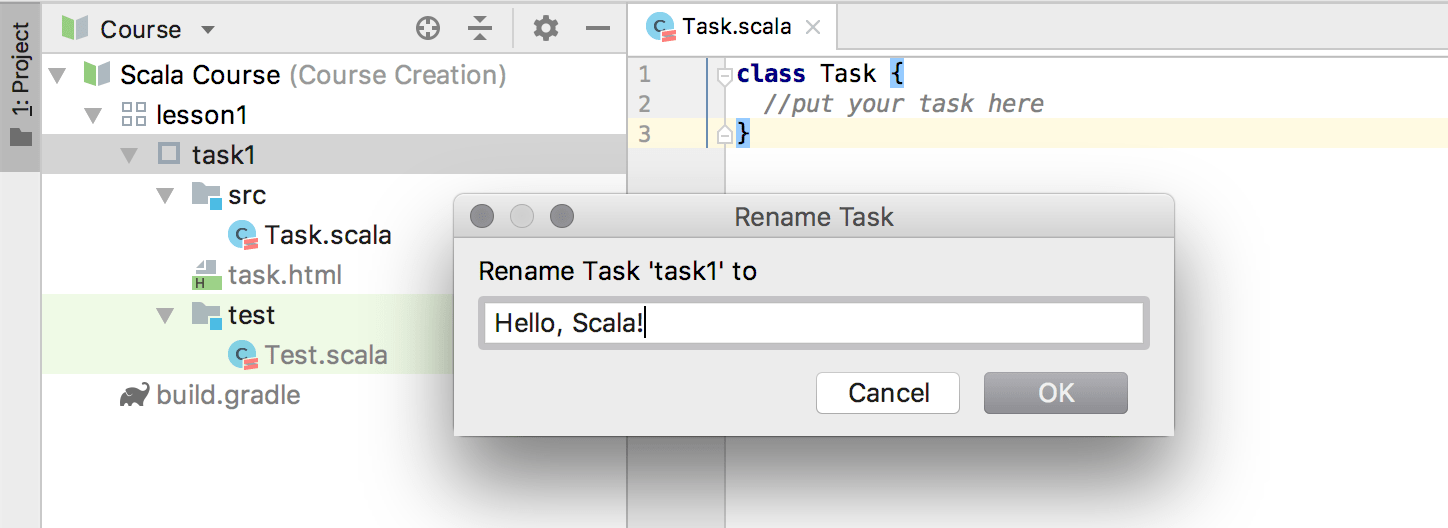 1: Project
Course
Scala Course (Course Creation)
lesson1
task1
src
Task.scala
task.html
test
Test.scala
build.gradle
Task.scala
1 class Task {
2 //put your task here
3 }
Rename Task
Rename Task 'task1' to
Hello, Scala!
Cancel OK